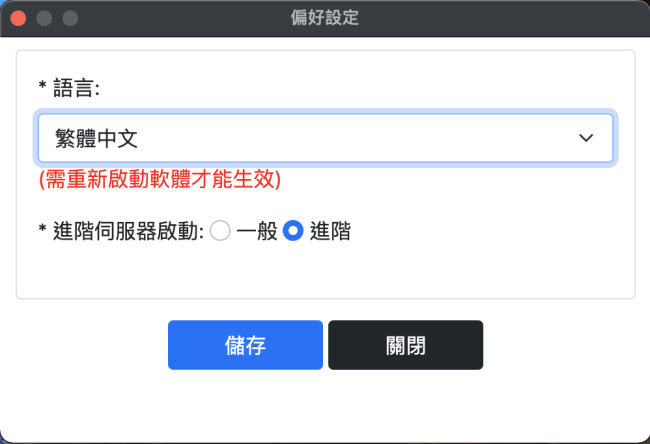 偏好設定
* 語言:
繁體中文
(需重新啟動軟體才能生效)
* 進階伺服器啟動: 一般 進階
儲存 關閉